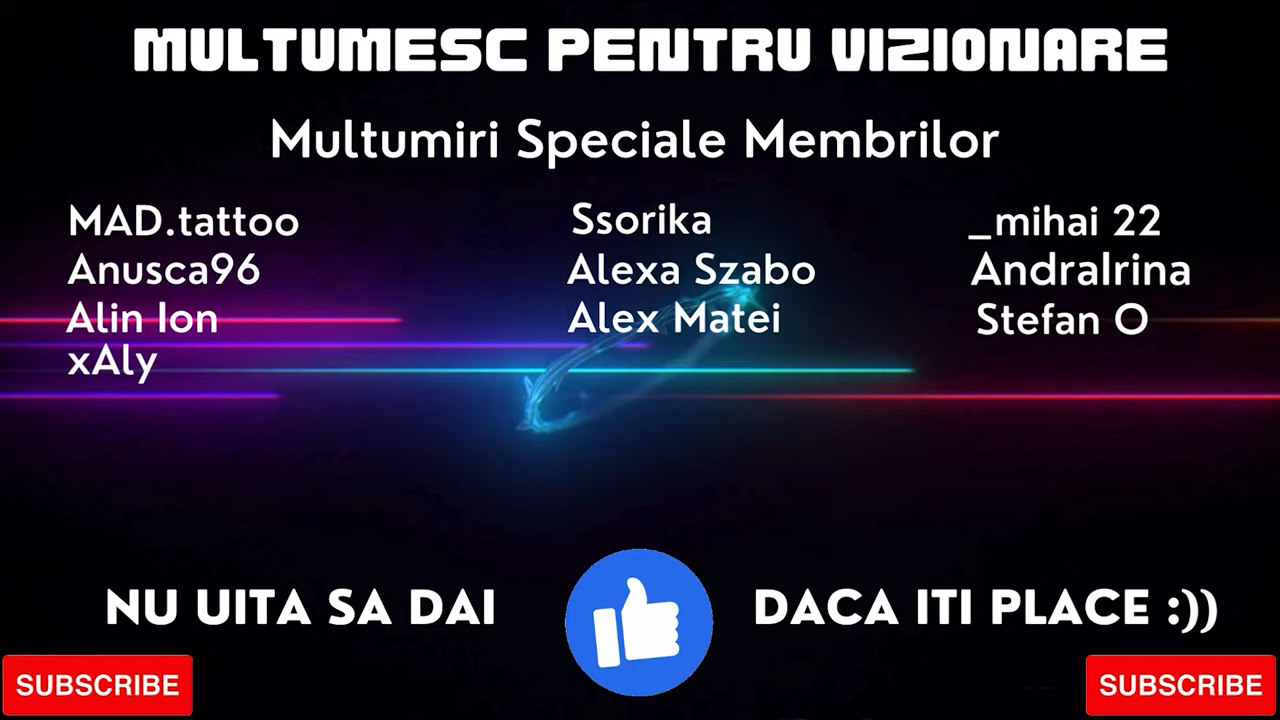 MULTUMESC PENTRU VIZIONARE
Multumiri Speciale Membrilor
MAD.tattoo
Anusca96
Alin Ion
xAly
Ssorika
Alexa Szabo
Alex Matei
_mihai 22
AndraIrina
Stefan O
NU UITA SA DAI
DACA ITI PLACE :))
SUBSCRIBE
SUBSCRIBE